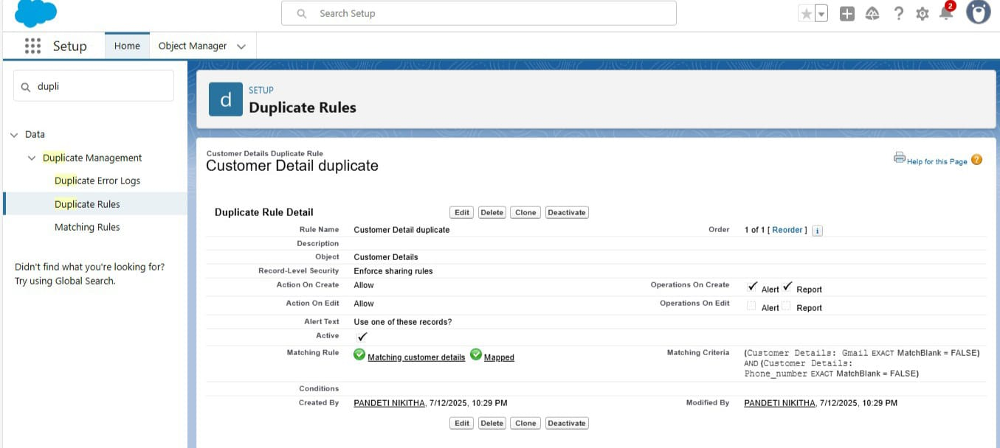 Search Setup
2
Setup
Home
Object Manager
dupli
d
SETUP
Duplicate Rules
Data
Duplicate Management
Duplicate Error Logs
Duplicate Rules
Matching Rules
Didn't find what you're looking for?
Try using Global Search.
Customer Details Duplicate Rule
Customer Detail duplicate
Help for this Page ?
Duplicate Rule Detail
Edit Delete Clone Deactivate
Rule Name Customer Detail duplicate Order 1 of 1 [ Reorder ] i
Description
Object Customer Details
Record-Level Security Enforce sharing rules
Action On Create Allow Operations On Create Alert Report
Action On Edit Allow Operations On Edit Alert Report
Alert Text Use one of these records?
Active
Matching Rule Matching customer details Mapped Matching Criteria (Customer Details: Gmail EXACT MatchBlank = FALSE)
AND (Customer Details:
Phone_number EXACT MatchBlank = FALSE)
Conditions
Created By PANDETI NIKITHA, 7/12/2025, 10:29 PM Modified By PANDETI NIKITHA, 7/12/2025, 10:29 PM
Edit Delete Clone Deactivate